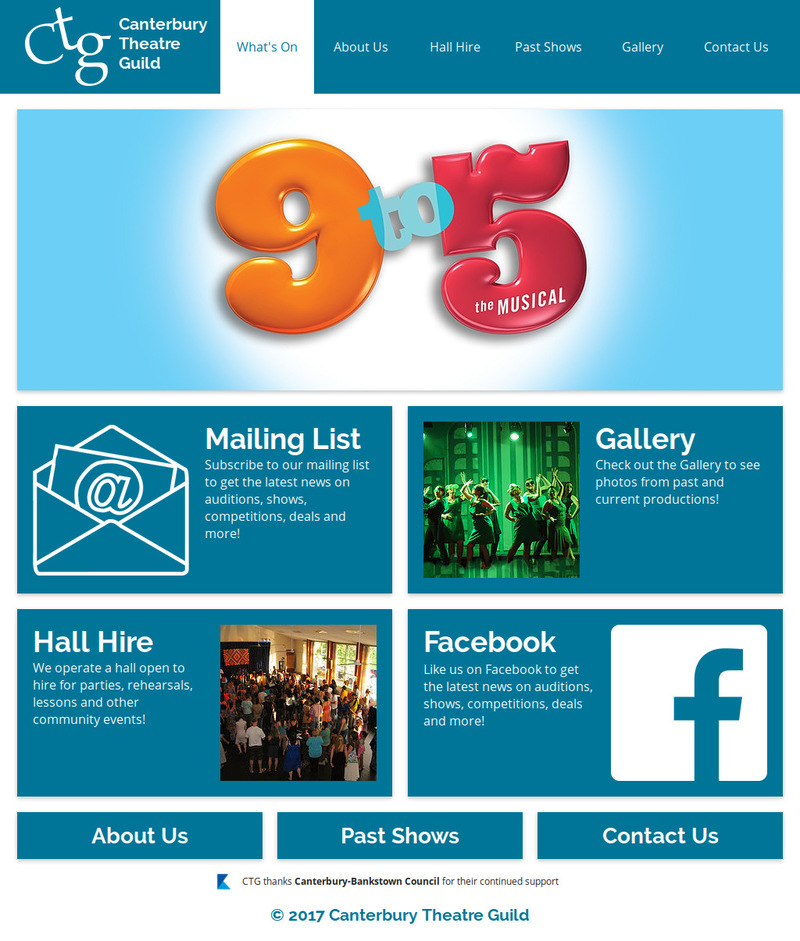 ctg
Canterbury
Theatre
Guild
What's On
About Us
Hall Hire
Past Shows
Gallery
Contact Us
9 to 5
the MUSICAL
Mailing List
Subscribe to our mailing list
to get the latest news on
auditions, shows,
competitions, deals and
more!
@
Gallery
Check out the Gallery to see
photos from past and
current productions!
Hall Hire
We operate a hall open to
hire for parties, rehearsals,
lessons and other
community events!
Facebook
Like us on Facebook to get
the latest news on auditions,
shows, competitions, deals
and more!
f
About Us
Past Shows
Contact Us
CTG thanks Canterbury-Bankstown Council for their continued support
© 2017 Canterbury Theatre Guild